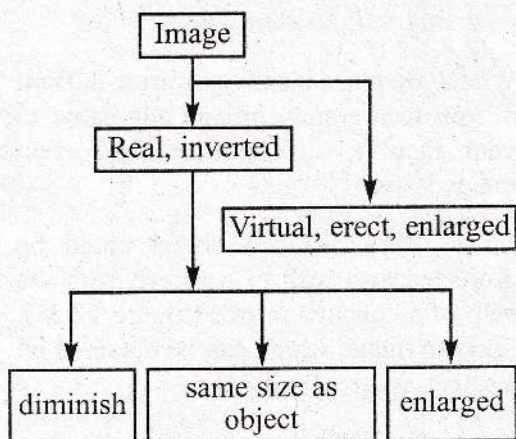 Image
Real, inverted
Virtual, erect, enlarged
diminish
same size as
object
enlarged